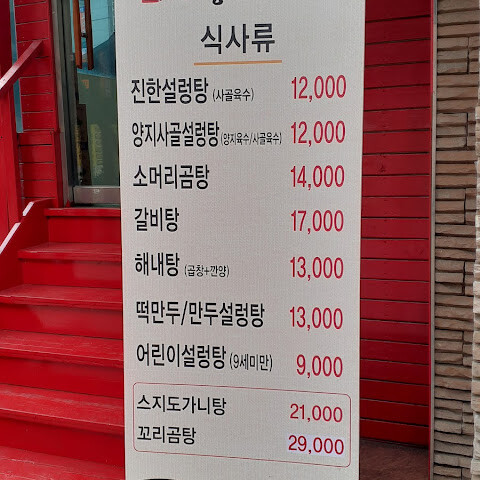 식사류
진한설렁탕 (사골육수) 12,000
양지사골설렁탕 (양지육수/사골육수) 12,000
소머리곰탕 14,000
갈비탕 17,000
해내탕 (곱창+깐양) 13,000
떡만두/만두설렁탕 13,000
어린이설렁탕 (9세미만) 9,000
스지도가니탕 21,000
꼬리곰탕 29,000